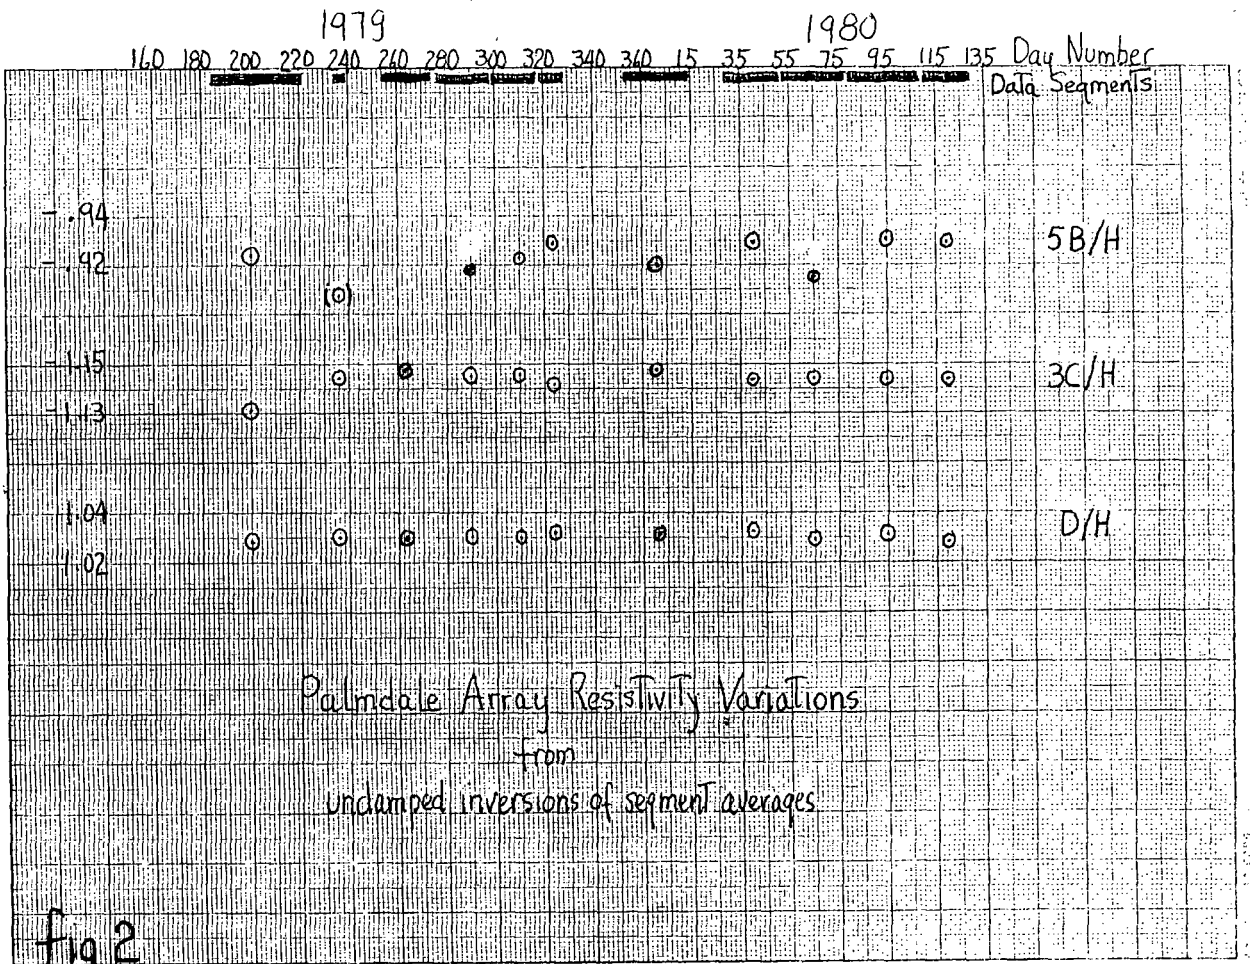 1979 1980
160 180 200 220 240 260 280 300 320 340 360 15 35 55 75 95 115 135 Day Number
Data Segments
.94
5B/H
.92
1.15
3C/H
1.13
1.04
D/H
1.02
Palmdale Array Resistivity Variations
from
undamped inversions of segment averages
fig 2